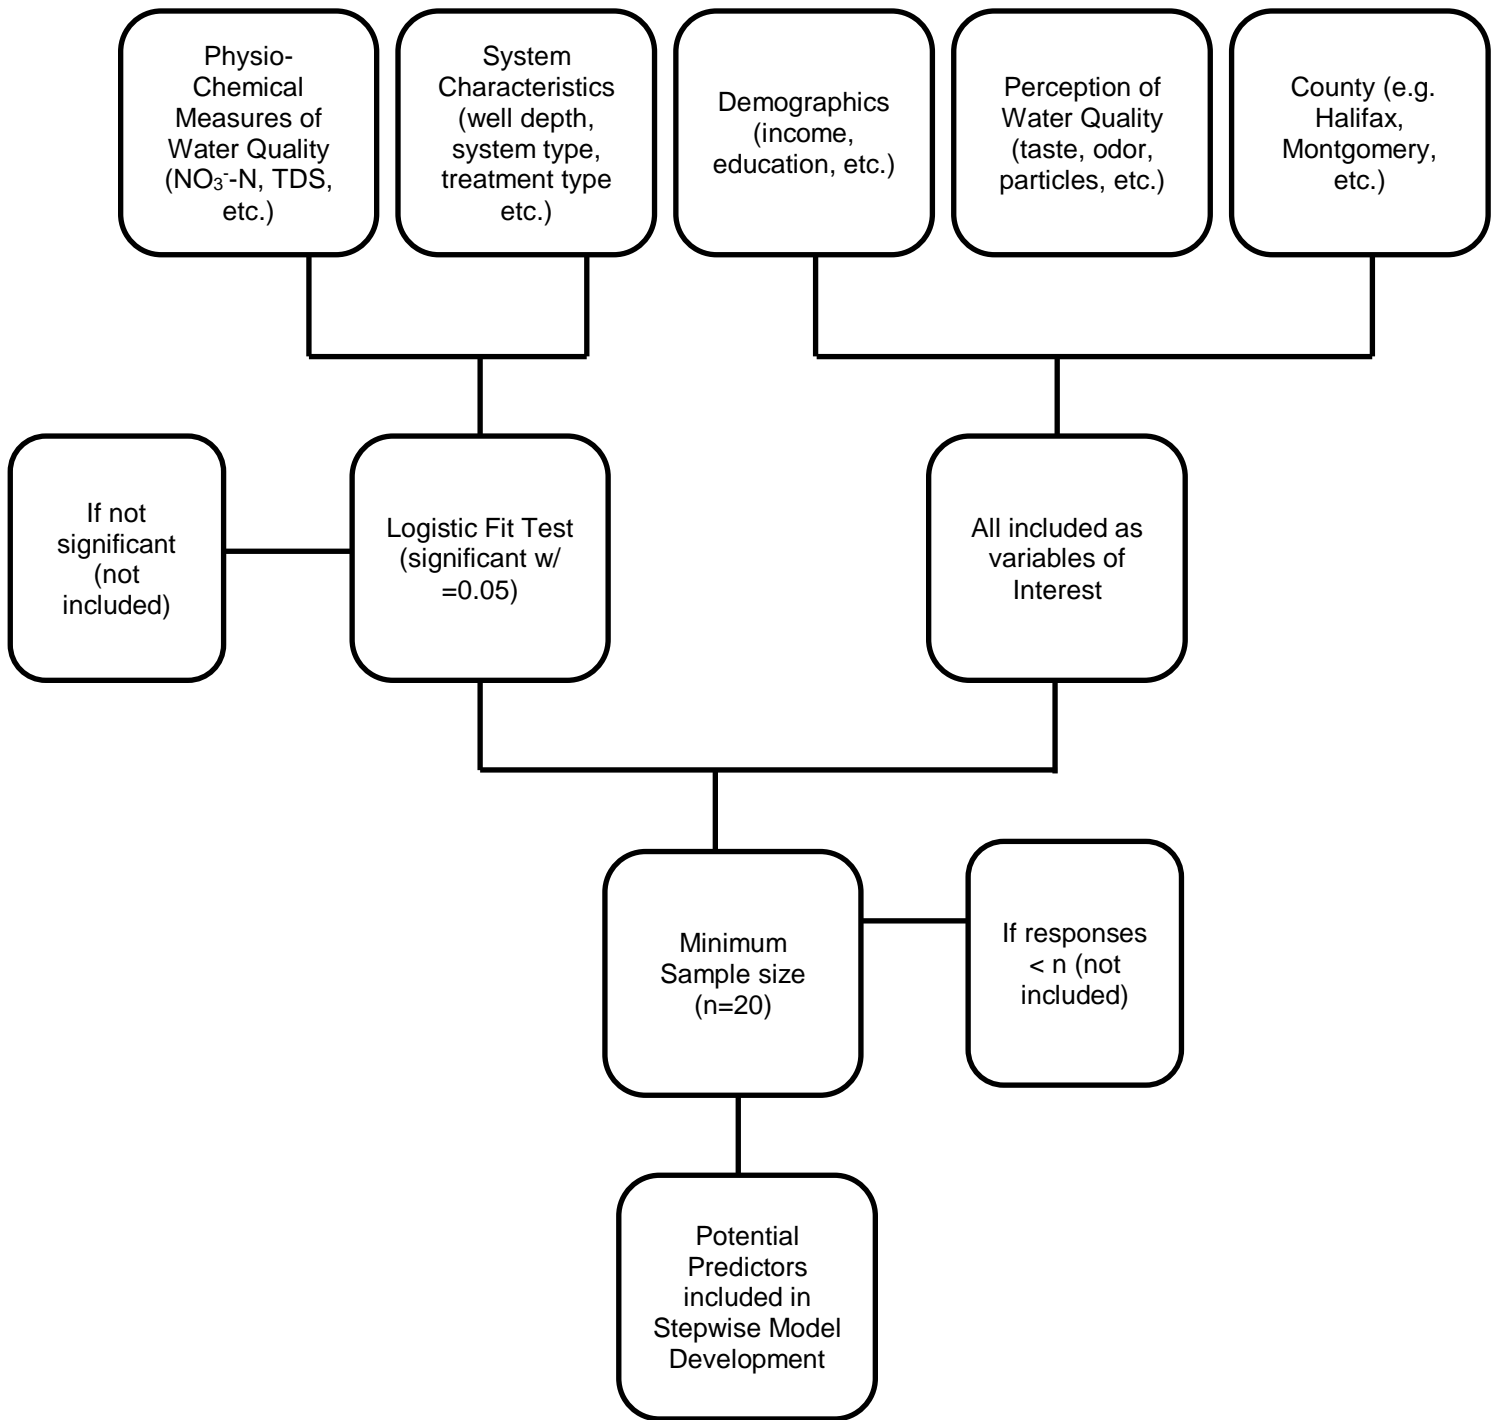 Physio-
Chemical
Measures of
Water Quality
(NO₃⁻-N, TDS,
etc.)
System
Characteristics
(well depth,
system type,
treatment type
etc.)
Demographics
(income,
education, etc.)
Perception of
Water Quality
(taste, odor,
particles, etc.)
County (e.g.
Halifax,
Montgomery,
etc.)
If not
significant
(not
included)
Logistic Fit Test
(significant w/
=0.05)
All included as
variables of
Interest
Minimum
Sample size
(n=20)
If responses
< n (not
included)
Potential
Predictors
included in
Stepwise Model
Development